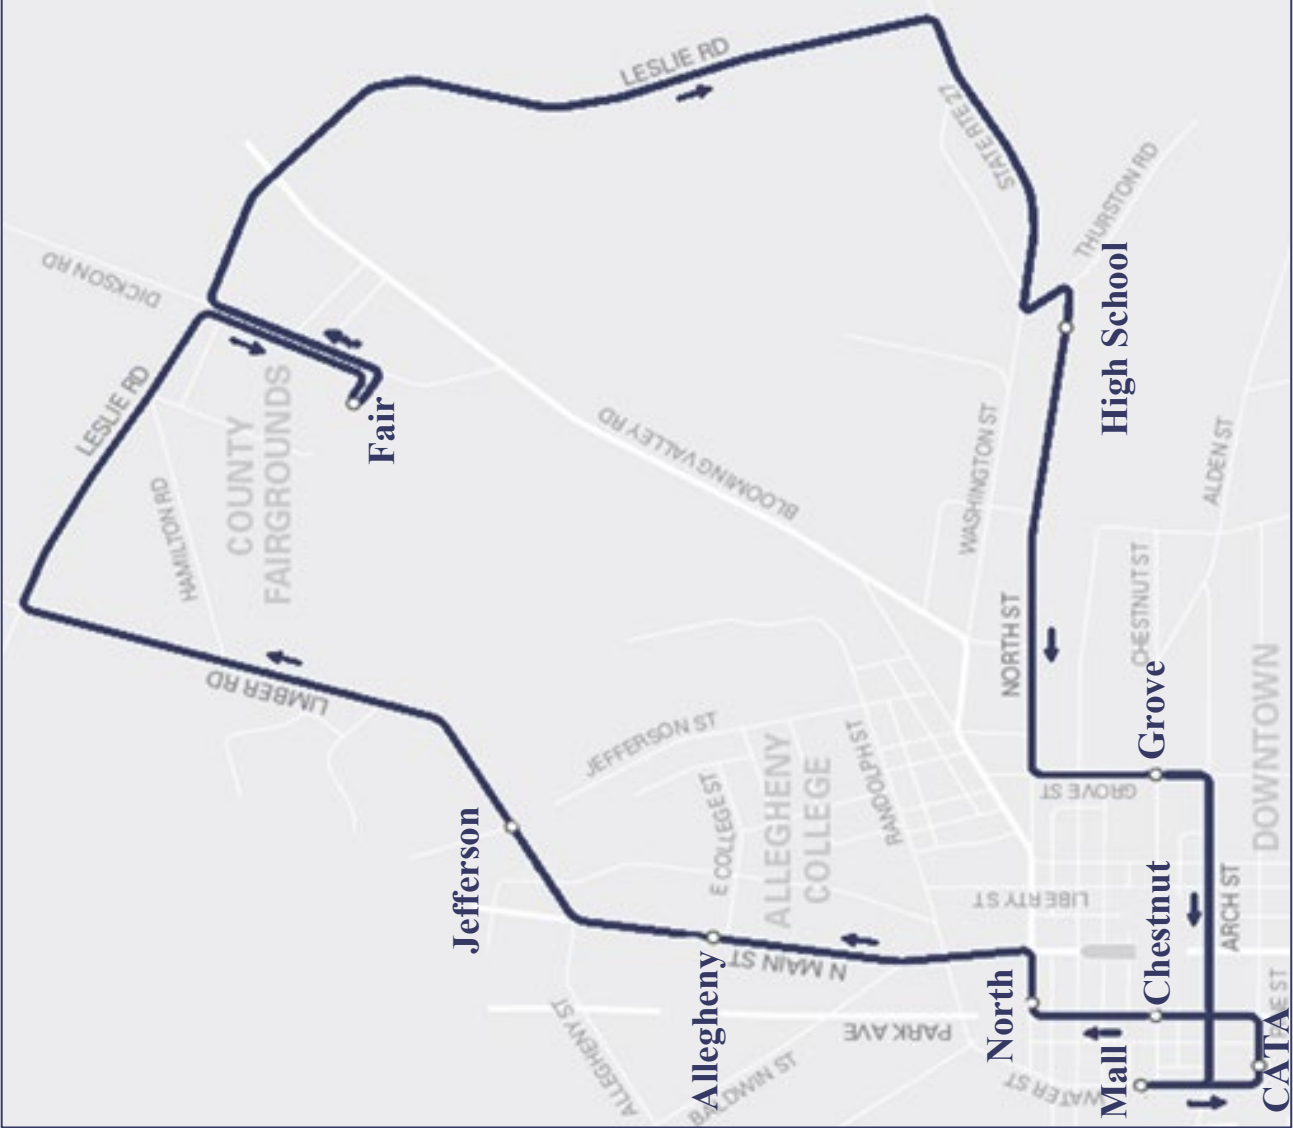 LESLIE RD
STATE RTE 27
THURSTON RD
DICKSON RD
High School
LESLIE RD
Fair
COUNTY
FAIRGROUNDS
HAMILTON RD
BLOOMING VALLEY RD
WASHINGTON ST
ALDEN ST
CHESTNUT ST
NORTH ST
LIMBER RD
Grove
GROVE ST
DOWNTOWN
JEFFERSON ST
RANDOLPH ST
E COLLEGE ST
ALLEGHENY
COLLEGE
Jefferson
LIBERTY ST
Chestnut
ARCH ST
N MAIN ST
Allegheny
North
PARK AVE
ALLEGHENY ST
BALDWIN ST
WATER ST
Mall
CATA
E ST